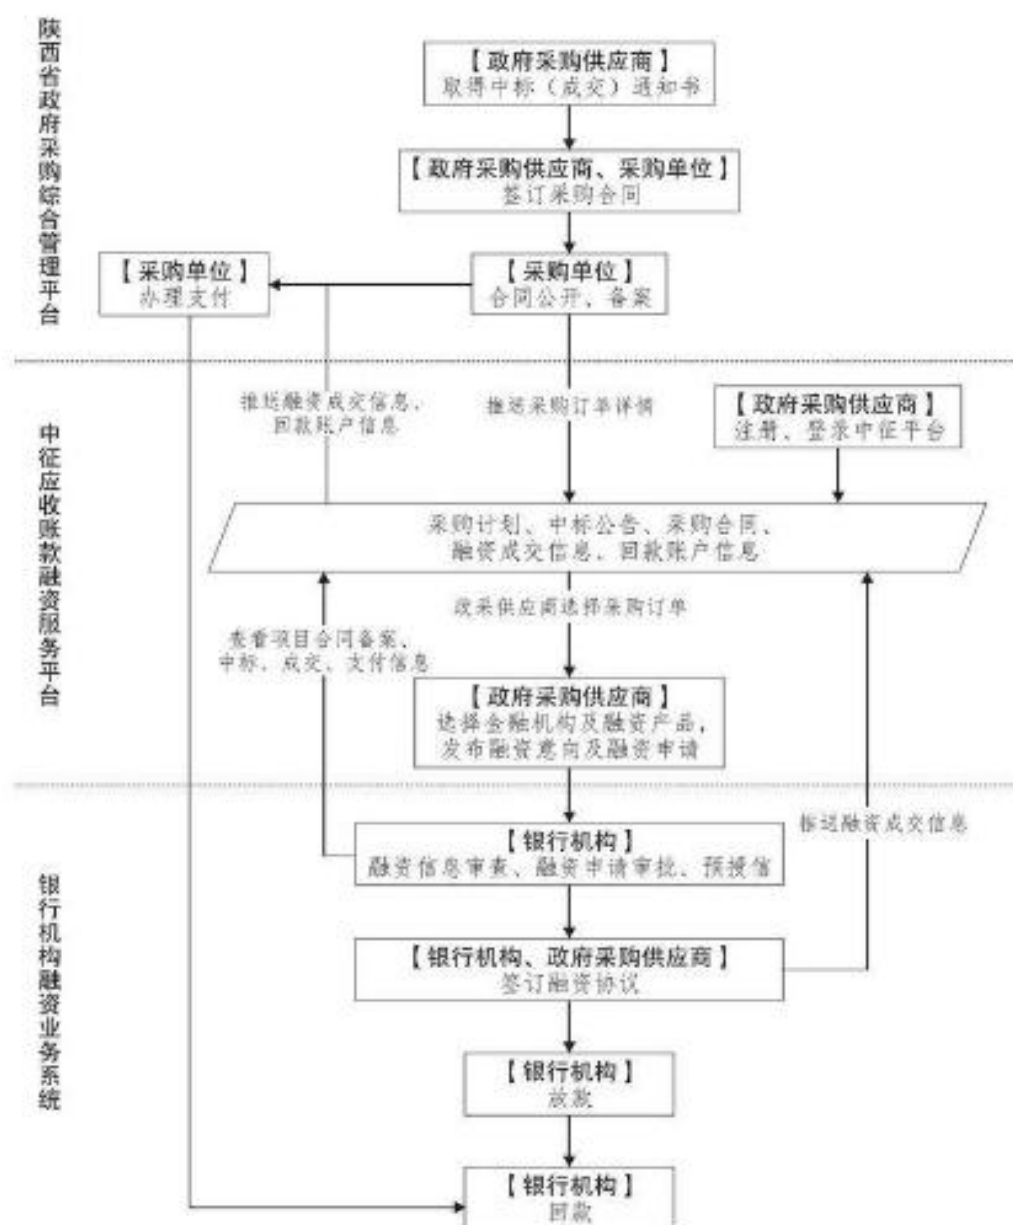 陕西省政府采购综合管理平台
【政府采购供应商】
取得中标（成交）通知书
【政府采购供应商、采购单位】
签订采购合同
【采购单位】
办理支付
【采购单位】
合同公开、备案
中征应收账款融资服务平台
推送融资成交信息、
回款账户信息
推送采购订单详情
【政府采购供应商】
注册、登录中征平台
采购计划、中标公告、采购合同、
融资成交信息、回款账户信息
政采供应商选择采购订单
查看项目合同备案、
中标、成交、支付信息
【政府采购供应商】
选择金融机构及融资产品，
发布融资意向及融资申请
银行机构融资业务系统
推送融资成交信息
【银行机构】
融资信息审查、融资申请审批、预授信
【银行机构、政府采购供应商】
签订融资协议
【银行机构】
放款
【银行机构】
回款